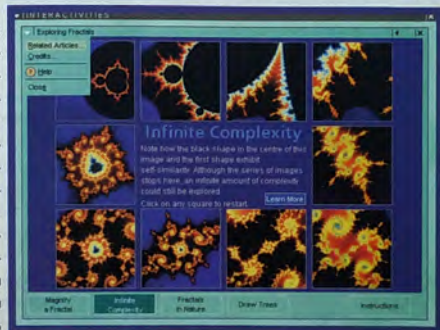 INTERACTIVITIES
Exploring Fractals
Related Articles...
Credits...
Help
Close
Infinite Complexity
Note how the black shape in the centre of this
image and the first shape exhibit
self-similarity. Although the series of images
stops here, an infinite amount of complexity
could still be explored.
Click on any square to restart.
Learn More
Magnify
a Fractal
Infinite
Complexity
Fractals
in Nature
Draw Trees
Instructions...